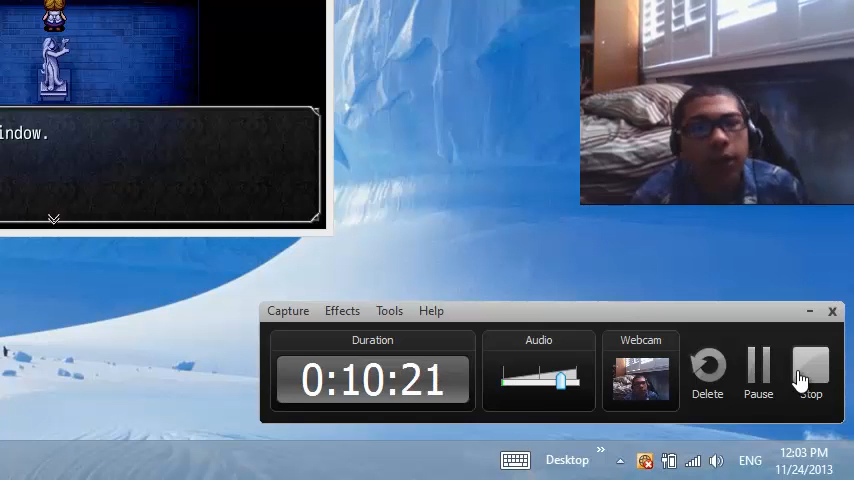 indow.
Capture Effects Tools Help
Duration
Audio
Webcam
0:10:21
Delete
Pause
Stop
Desktop
ENG
12:03 PM
11/24/2013